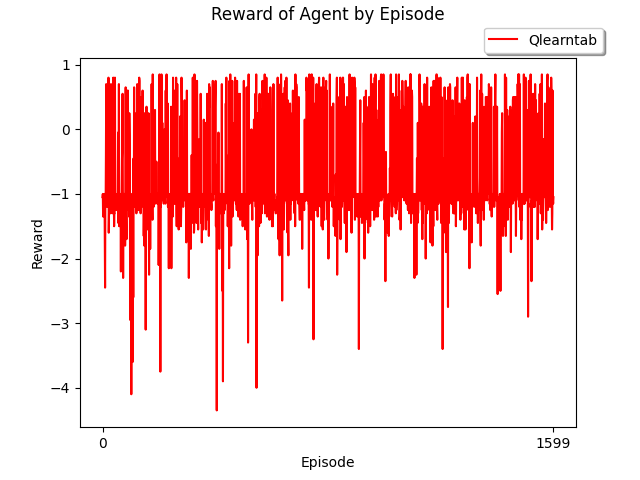 Reward of Agent by Episode
Qlearntab
1
0
−1
−2
−3
−4
Reward
0
1599
Episode